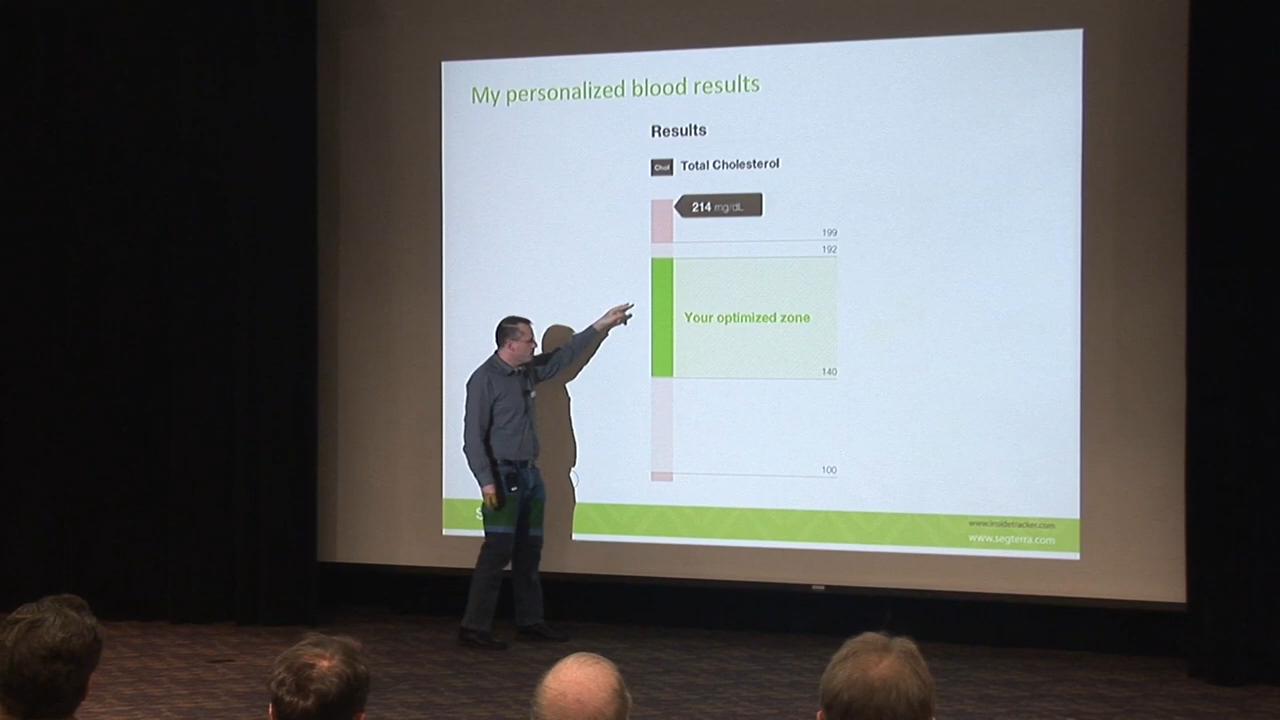 My personalized blood results
Results
Chol Total Cholesterol
214 mg/dL
199
192
Your optimized zone
140
100
www.insidetracker.com
www.segterra.com